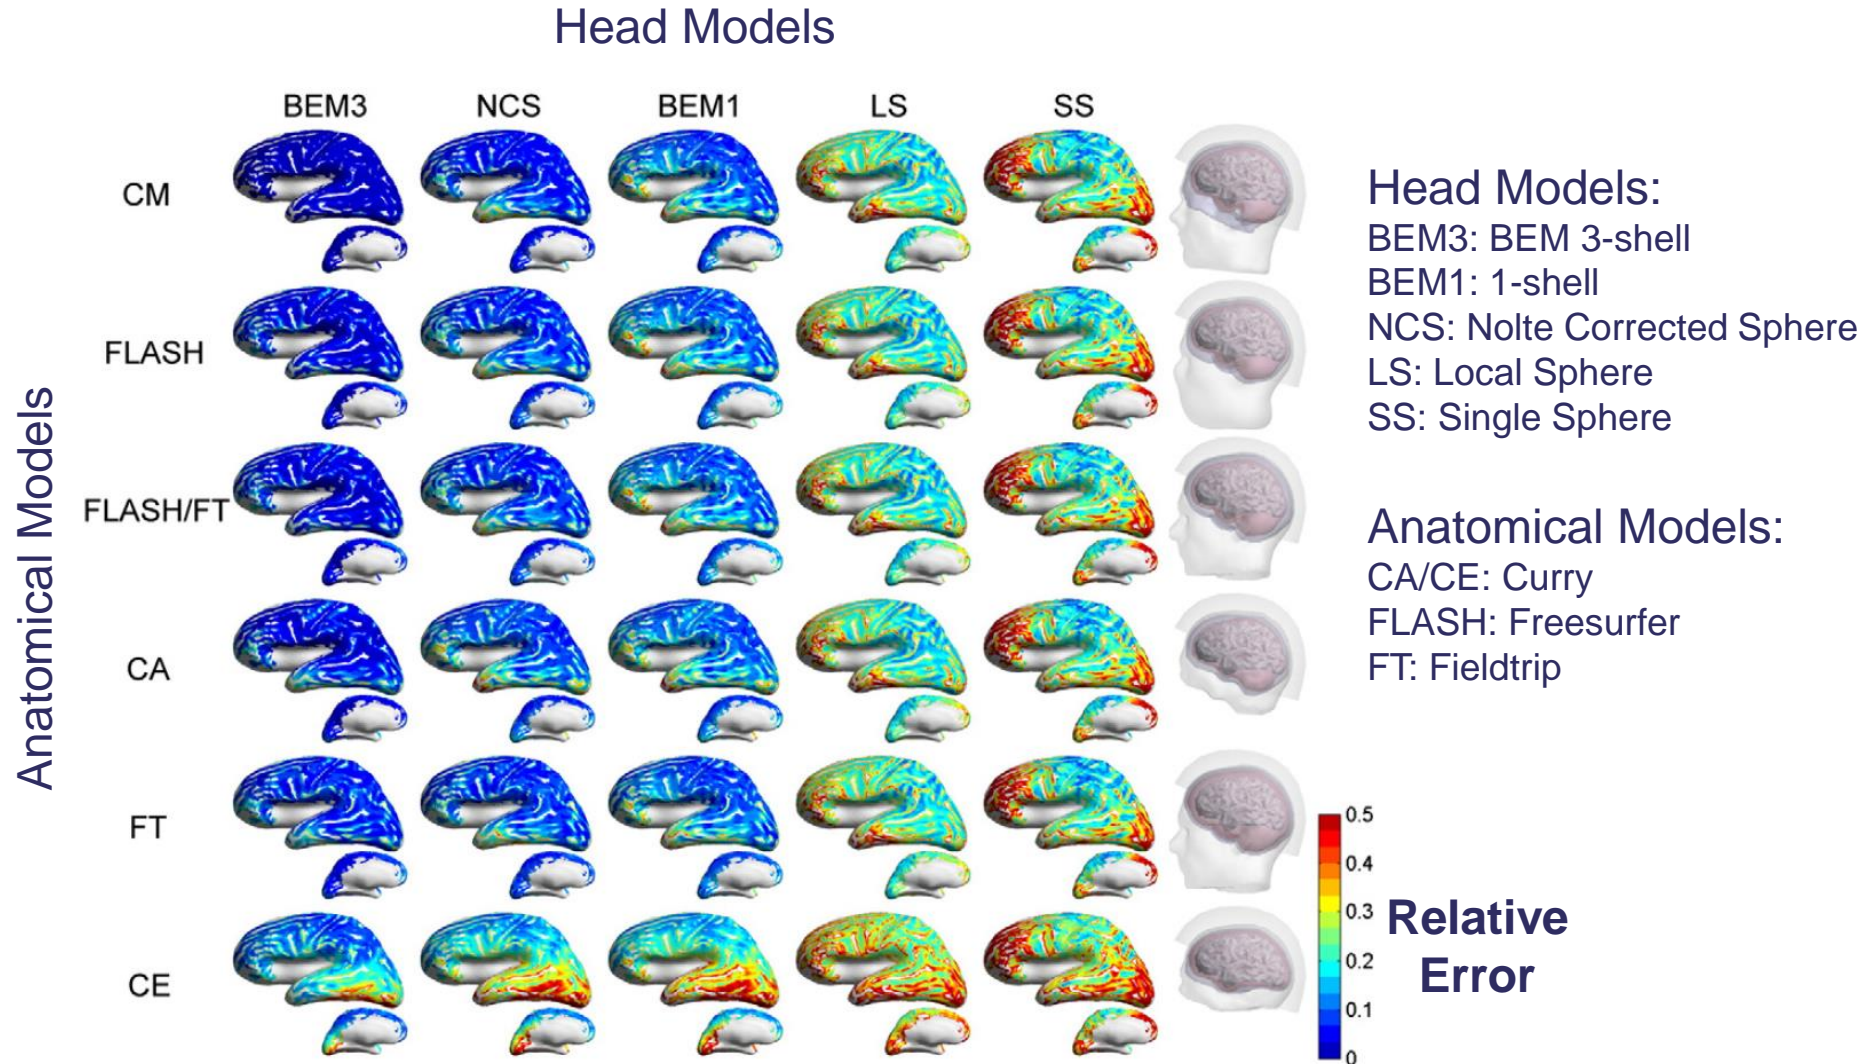 Head Models
BEM3 NCS BEM1 LS SS
CM
FLASH
FLASH/FT
CA
FT
CE
Anatomical Models
Head Models:
BEM3: BEM 3-shell
BEM1: 1-shell
NCS: Nolte Corrected Sphere
LS: Local Sphere
SS: Single Sphere
Anatomical Models:
CA/CE: Curry
FLASH: Freesurfer
FT: Fieldtrip
0.5
0.4
0.3
0.2
0.1
0
Relative
Error